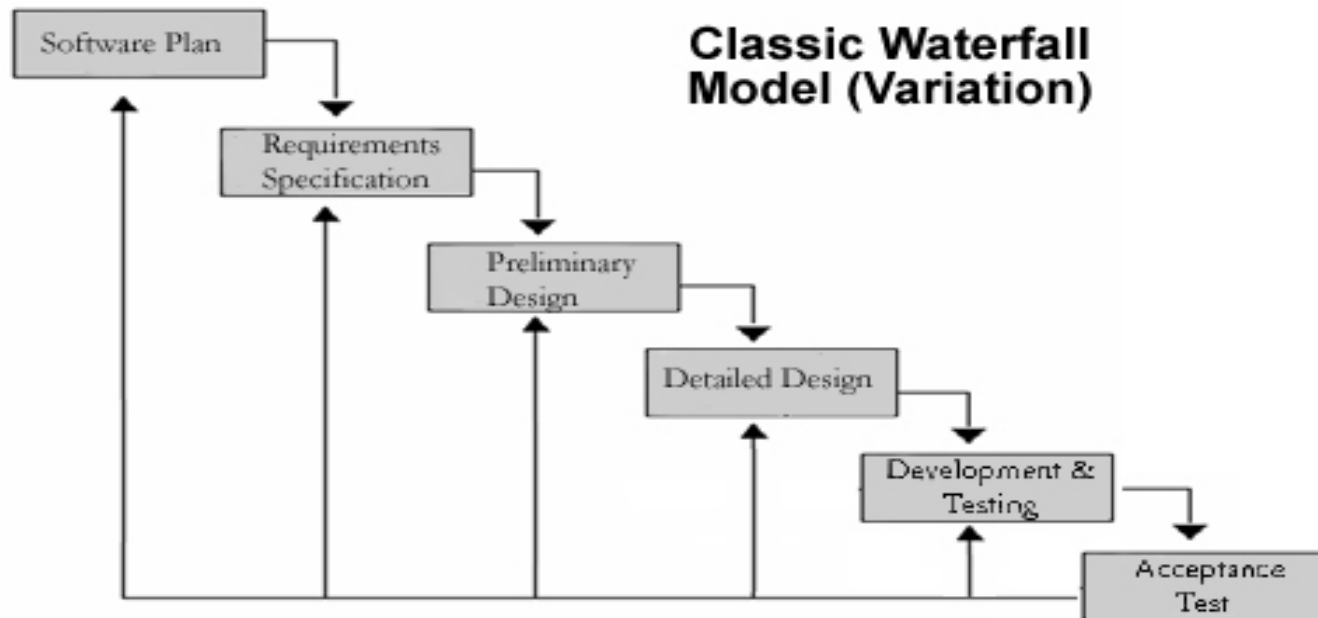 Software Plan
Classic Waterfall
Model (Variation)
Requirements
Specification
Preliminary
Design
Detailed Design
Development &
Testing
Acceptance
Test